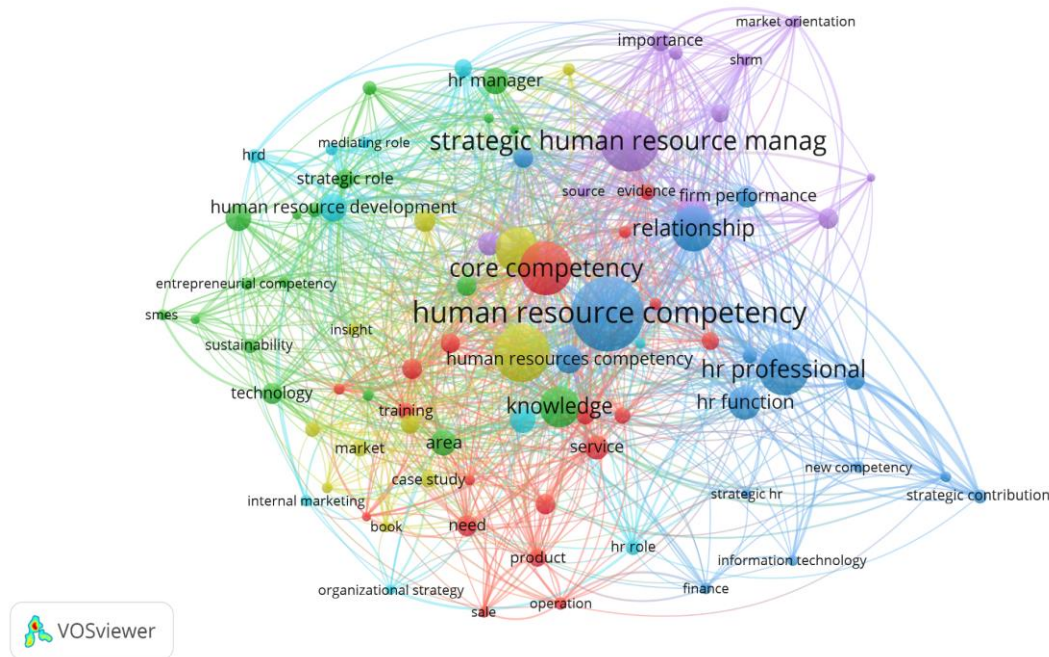 market orientation
importance
shrm
hr manager
strategic human resource manag
mediating role
hrd
strategic role
source
evidence
firm performance
human resource development
relationship
core competency
entrepreneurial competency
human resource competency
smes
insight
sustainability
human resources competency
hr professional
technology
training
knowledge
hr function
area
market
service
case study
new competency
strategic hr
strategic contribution
internal marketing
book
need
hr role
product
information technology
organizational strategy
finance
operation
sale
VOSviewer